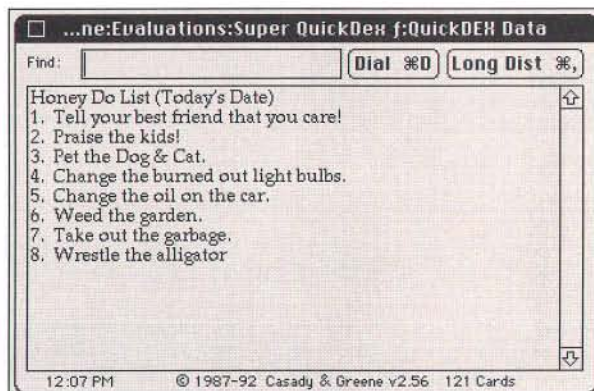 ...ne:Evaluations:Super QuickDex ƒ:QuickDEX Data
Find: Dial ⌘D Long Dist ⌘,
Honey Do List (Today's Date)
1. Tell your best friend that you care!
2. Praise the kids!
3. Pet the Dog & Cat.
4. Change the burned out light bulbs.
5. Change the oil on the car.
6. Weed the garden.
7. Take out the garbage.
8. Wrestle the alligator
12:07 PM © 1987-92 Casady & Greene v2.56 121 Cards